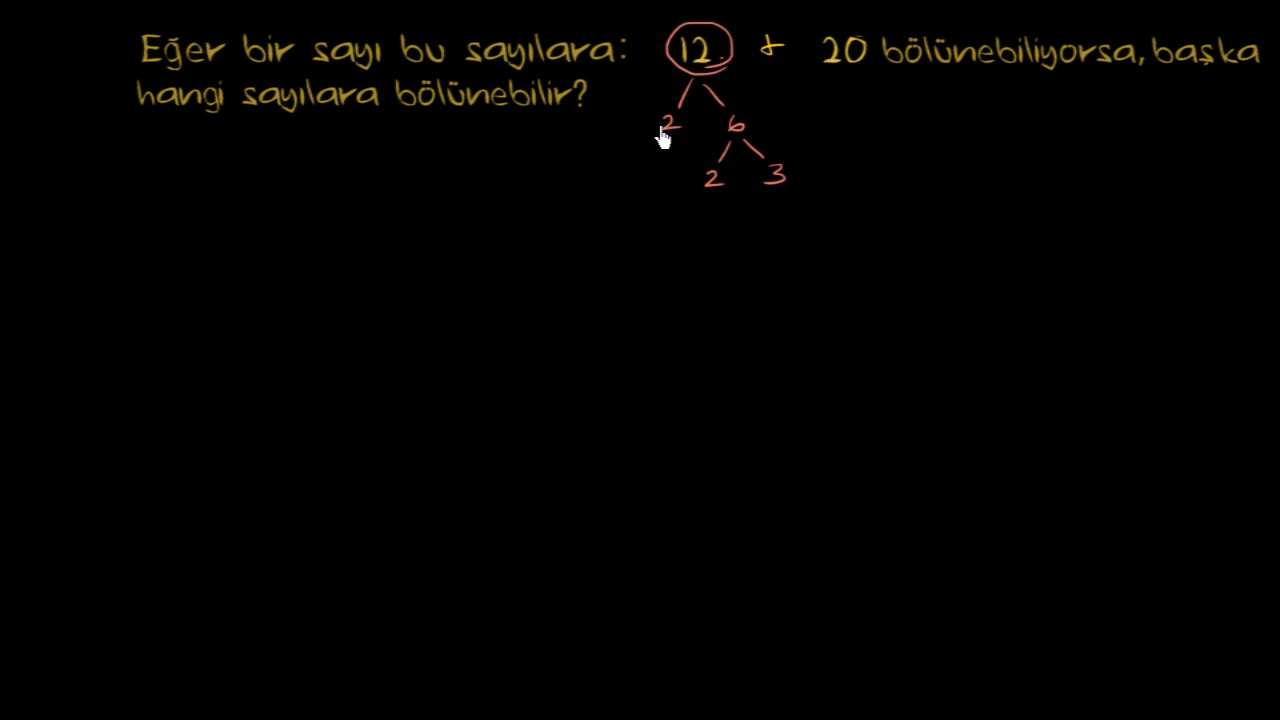 Eğer bir sayı bu sayılara: 12 + 20 bölünebiliyorsa, başka
hangi sayılara bölünebilir?
2 6
2 3